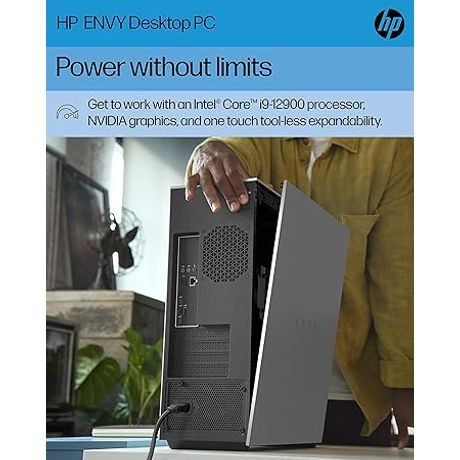 HP ENVY Desktop PC
hp
Power without limits
Get to work with an Intel® Core™ i9-12900 processor,
NVIDIA graphics, and one touch tool-less expandability.
ENVY